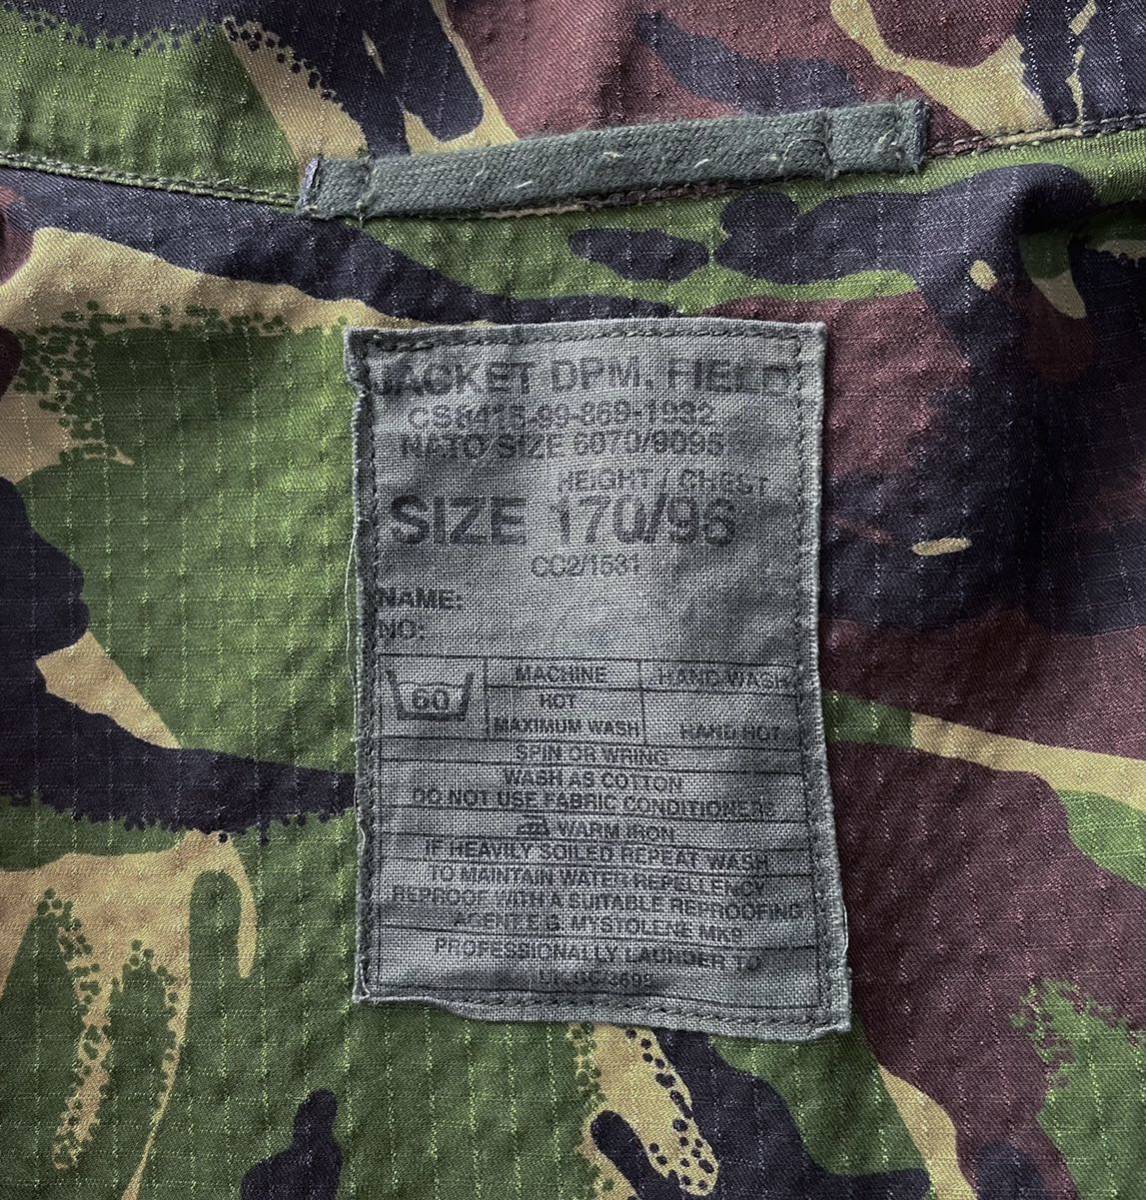 JACKET DPM. FIELD
CS8415-99-869-1932
NATO SIZE 6070/9095
HEIGHT / CHEST
SIZE 170/96
CC2/1531
NAME:
NO:
60
MACHINE HAND WASH
HOT
MAXIMUM WASH HAND HOT
SPIN OR WRING
WASH AS COTTON
DO NOT USE FABRIC CONDITIONERS
WARM IRON
IF HEAVILY SOILED REPEAT WASH
TO MAINTAIN WATER REPELLENCY
REPROOF WITH A SUITABLE REPROOFING
AGENT E.G. MYSTOLENE MK9
PROFESSIONALLY LAUNDER TO